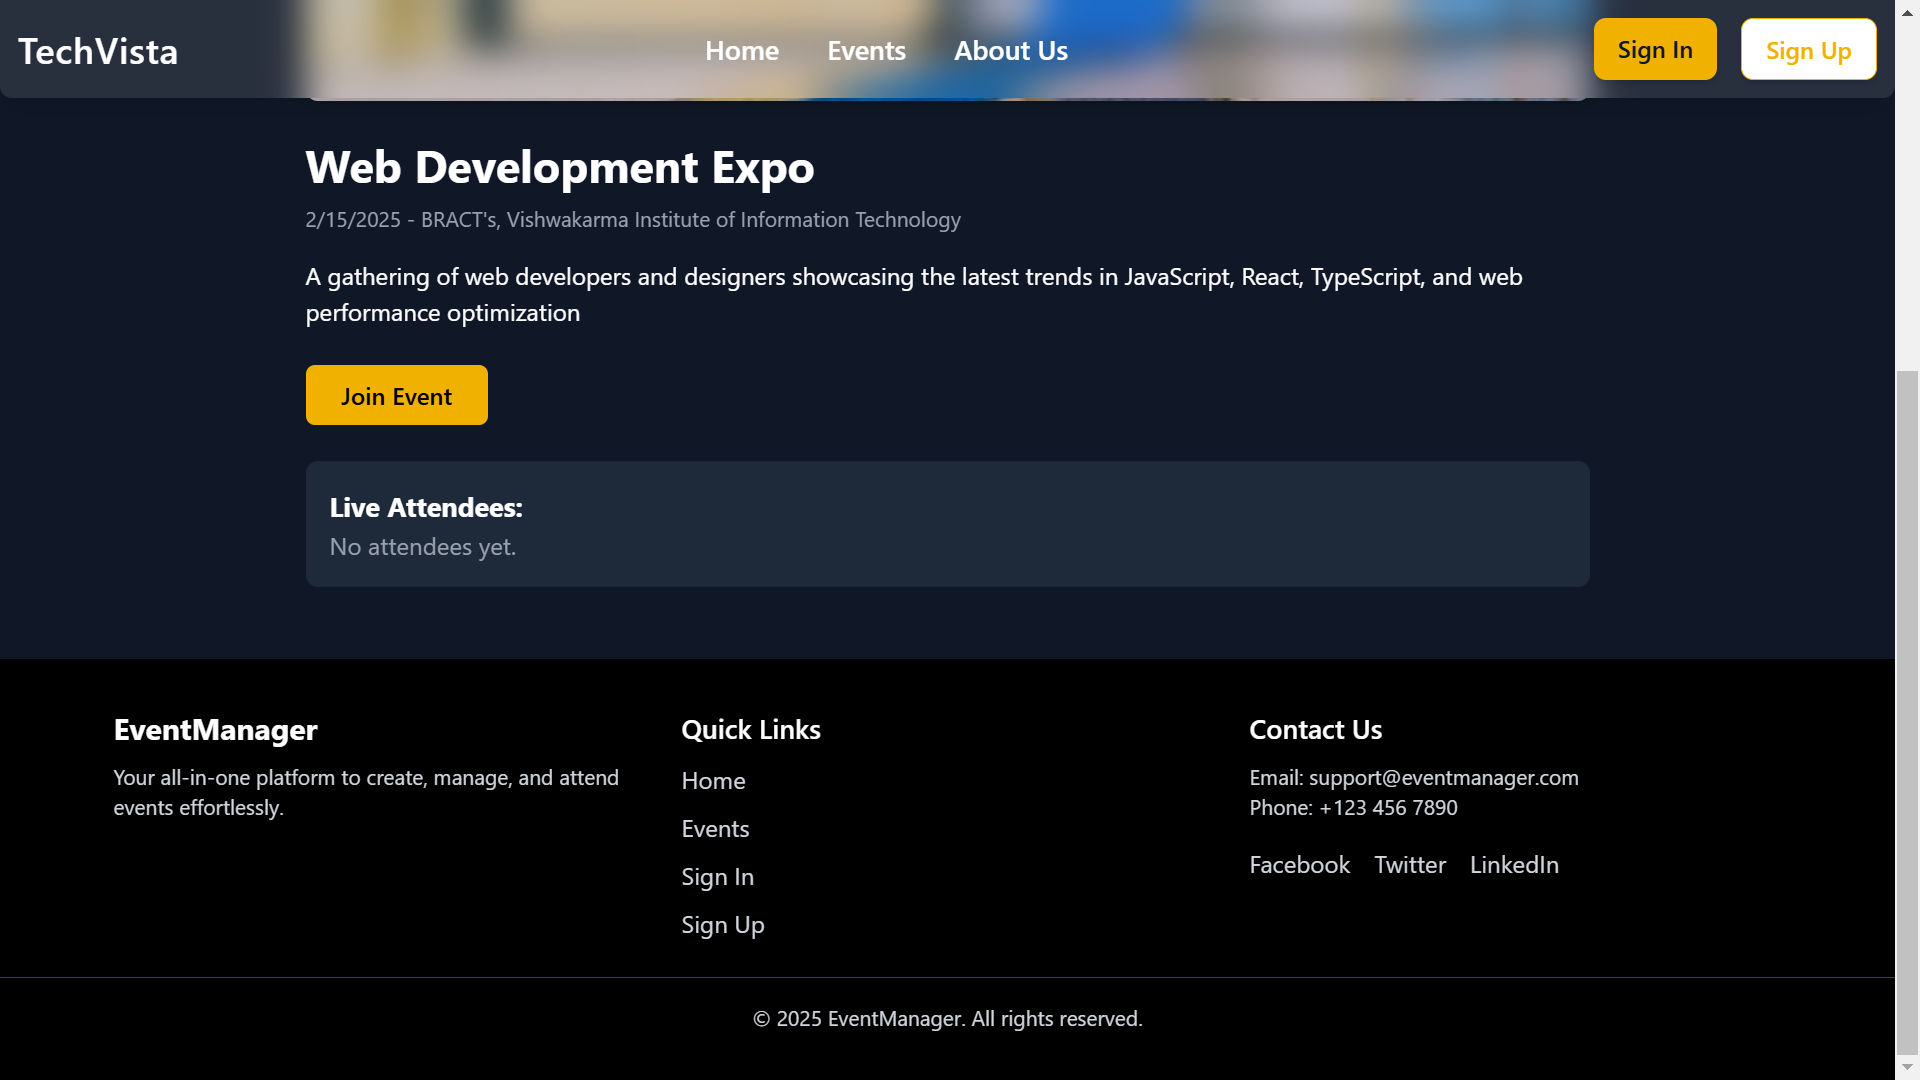 TechVista
Home
Events
About Us
Sign In
Sign Up
Web Development Expo
2/15/2025 - BRACT's, Vishwakarma Institute of Information Technology
A gathering of web developers and designers showcasing the latest trends in JavaScript, React, TypeScript, and web
performance optimization
Join Event
Live Attendees:
No attendees yet.
EventManager
Your all-in-one platform to create, manage, and attend
events effortlessly.
Quick Links
Home
Events
Sign In
Sign Up
Contact Us
Email: support@eventmanager.com
Phone: +123 456 7890
Facebook
Twitter
LinkedIn
© 2025 EventManager. All rights reserved.